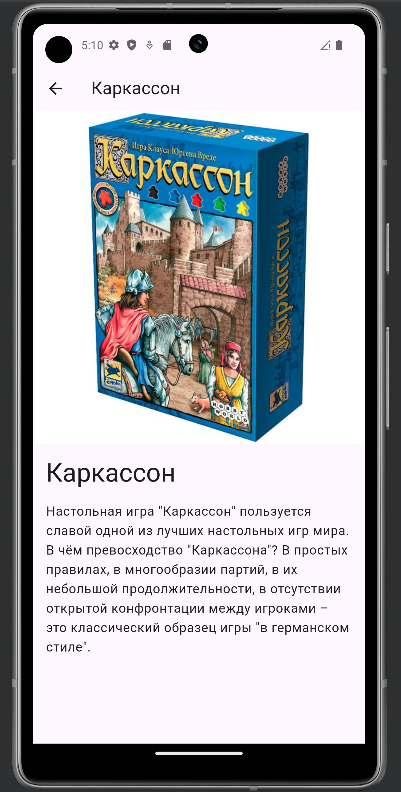 5:10
Каркассон
Игра Клауса Юргена Вреде
Каркассон
Каркассон
HOBBY
WORLD
Каркассон
Настольная игра "Каркассон" пользуется
славой одной из лучших настольных игр мира.
В чём превосходство "Каркассона"? В простых
правилах, в многообразии партий, в их
небольшой продолжительности, в отсутствии
открытой конфронтации между игроками –
это классический образец игры "в германском
стиле".